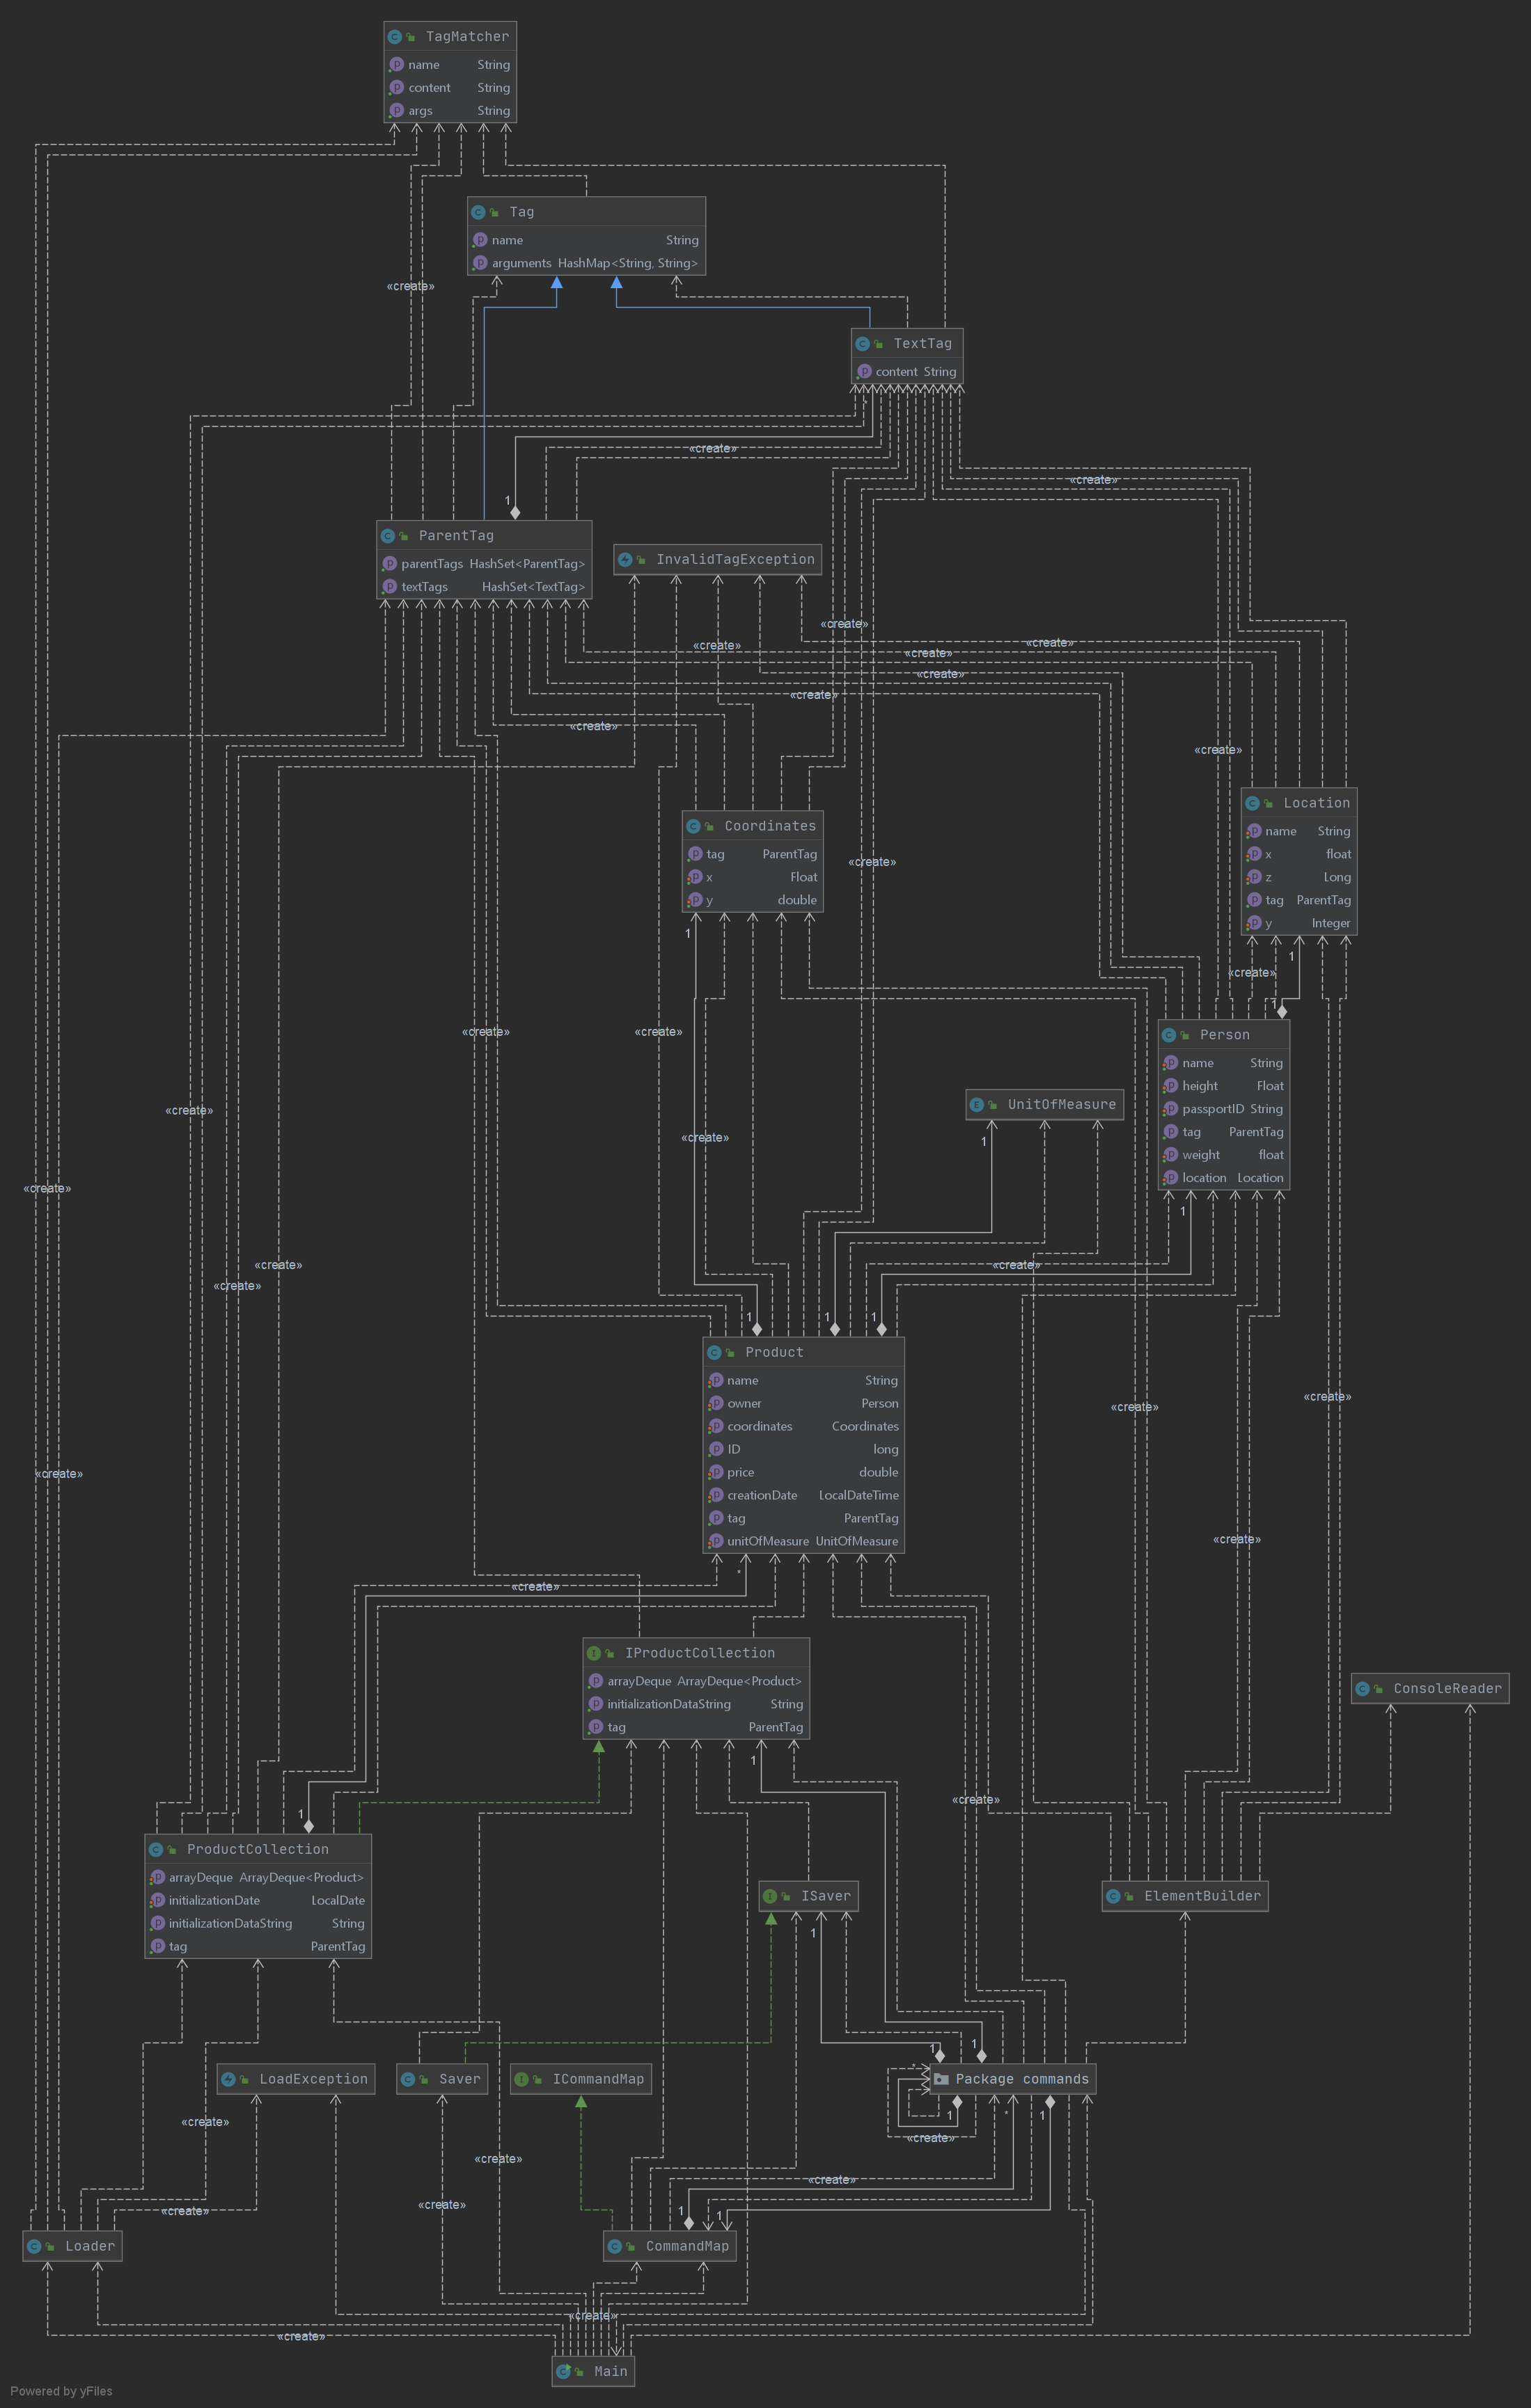 TagMatcher
name String
content String
args String
Tag
name String
arguments HashMap<String, String>
«create»
TextTag
content String
*
«create»
«create»
1
ParentTag
parentTags HashSet<ParentTag>
textTags HashSet<TextTag>
InvalidTagException
«create»
«create»
«create»
«create»
«create»
«create»
«create»
«create»
Location
name String
x float
z Long
tag ParentTag
y Integer
Coordinates
tag ParentTag
x Float
y double
«create»
1
1
«create»
1
Person
name String
height Float
passportID String
tag ParentTag
weight float
location Location
«create»
«create»
UnitOfMeasure
1
«create»
«create»
«create»
1
«create»
«create»
«create»
1
1
1
Product
name String
owner Person
coordinates Coordinates
ID long
price double
creationDate LocalDateTime
tag ParentTag
unitOfMeasure UnitOfMeasure
«create»
«create»
«create»
«create»
*
«create»
IProductCollection
arrayDeque ArrayDeque<Product>
initializationDataString String
tag ParentTag
ConsoleReader
1
«create»
1
ProductCollection
arrayDeque ArrayDeque<Product>
initializationDate LocalDate
initializationDataString String
tag ParentTag
ISaver
ElementBuilder
1
1
1
LoadException
Saver
ICommandMap
*
Package commands
«create»
1
*
1
«create»
«create»
«create»
«create»
«create»
1
1
Loader
CommandMap
«create»
«create»
Main
Powered by yFiles